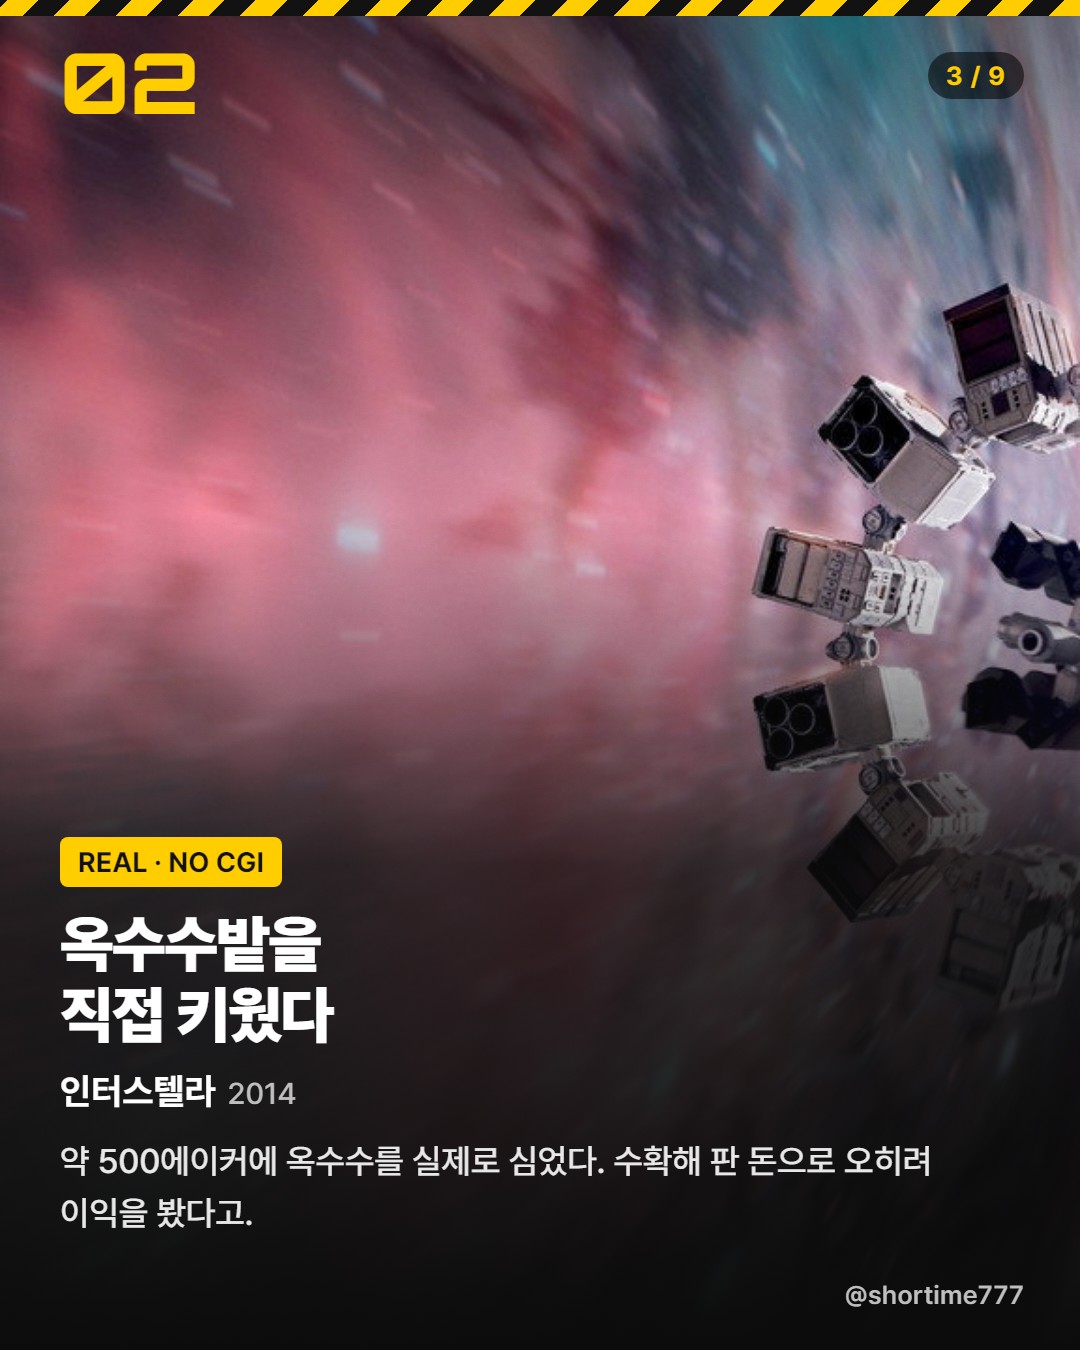 02
3 / 9
REAL · NO CGI
옥수수밭을
직접 키웠다
인터스텔라 2014
약 500에이커에 옥수수를 실제로 심었다. 수확해 판 돈으로 오히려
이익을 봤다고.
@shortime777